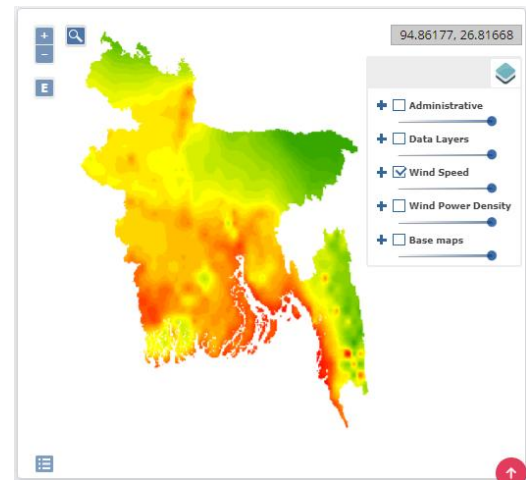 +
−
E
94.86177, 26.81668
+ Administrative
+ Data Layers
+ Wind Speed
+ Wind Power Density
+ Base maps